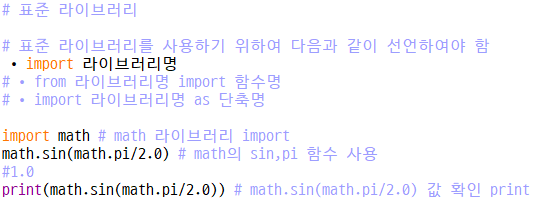 # 표준 라이브러리
# 표준 라이브러리를 사용하기 위하여 다음과 같이 선언하여야 함
• import 라이브러리명
# • from 라이브러리명 import 함수명
# • import 라이브러리명 as 단축명
import math # math 라이브러리 import
math.sin(math.pi/2.0) # math의 sin,pi 함수 사용
#1.0
print(math.sin(math.pi/2.0)) # math.sin(math.pi/2.0) 값 확인 print